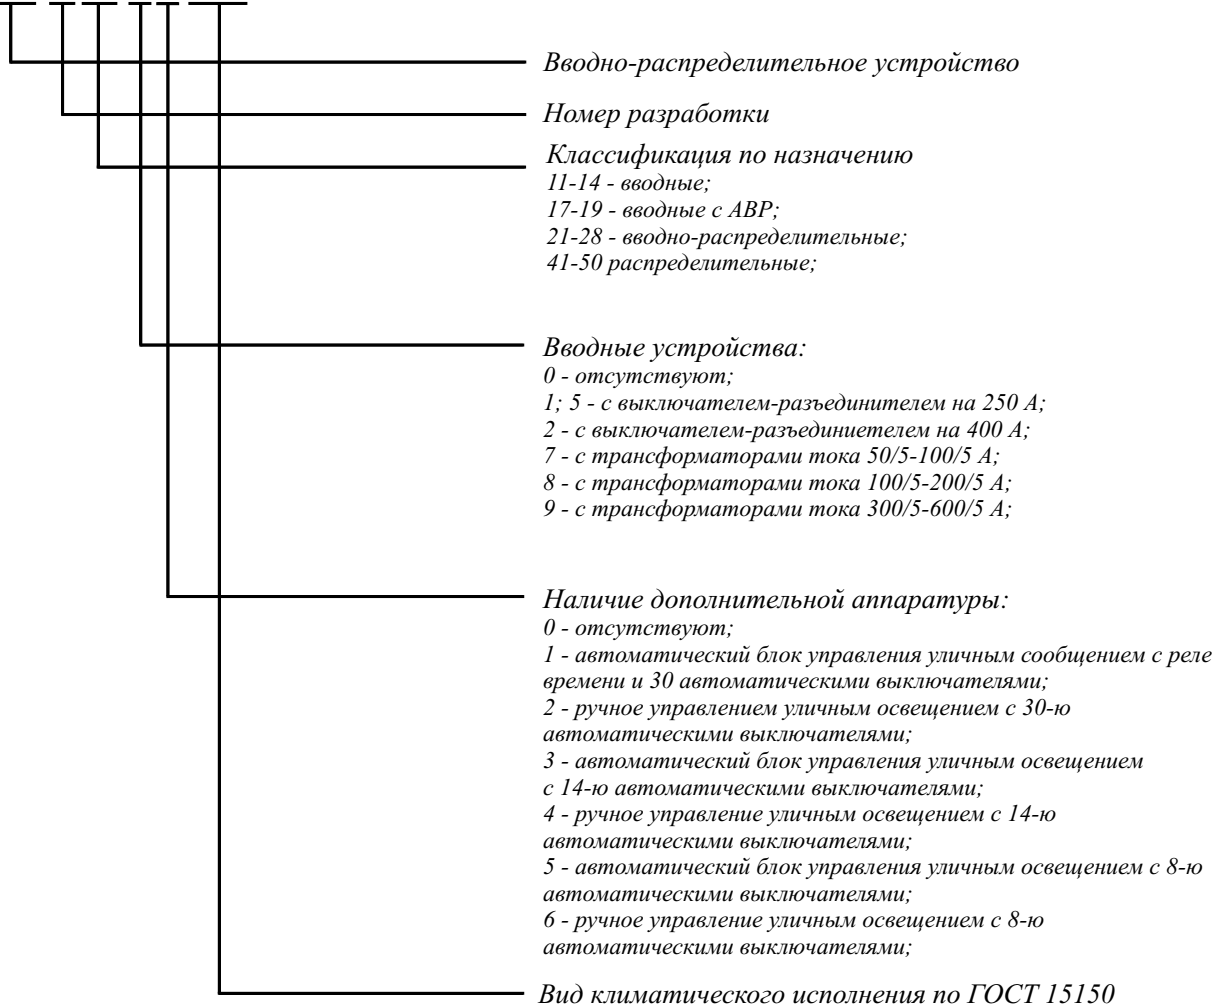 Вводно-распределительное устройство
Номер разработки
Классификация по назначению
11-14 - вводные;
17-19 - вводные с АВР;
21-28 - вводно-распределительные;
41-50 распределительные;
Вводные устройства:
0 - отсутствуют;
1; 5 - с выключателем-разъединителем на 250 А;
2 - с выключателем-разъединиетелем на 400 А;
7 - с трансформаторами тока 50/5-100/5 А;
8 - с трансформаторами тока 100/5-200/5 А;
9 - с трансформаторами тока 300/5-600/5 А;
Наличие дополнительной аппаратуры:
0 - отсутствуют;
1 - автоматический блок управления уличным сообщением с реле
времени и 30 автоматическими выключателями;
2 - ручное управлением уличным освещением с 30-ю
автоматическими выключателями;
3 - автоматический блок управления уличным освещением
с 14-ю автоматическими выключателями;
4 - ручное управление уличным освещением с 14-ю
автоматическими выключателями;
5 - автоматический блок управления уличным освещением с 8-ю
автоматическими выключателями;
6 - ручное управление уличным освещением с 8-ю
автоматическими выключателями;
Вид климатического исполнения по ГОСТ 15150